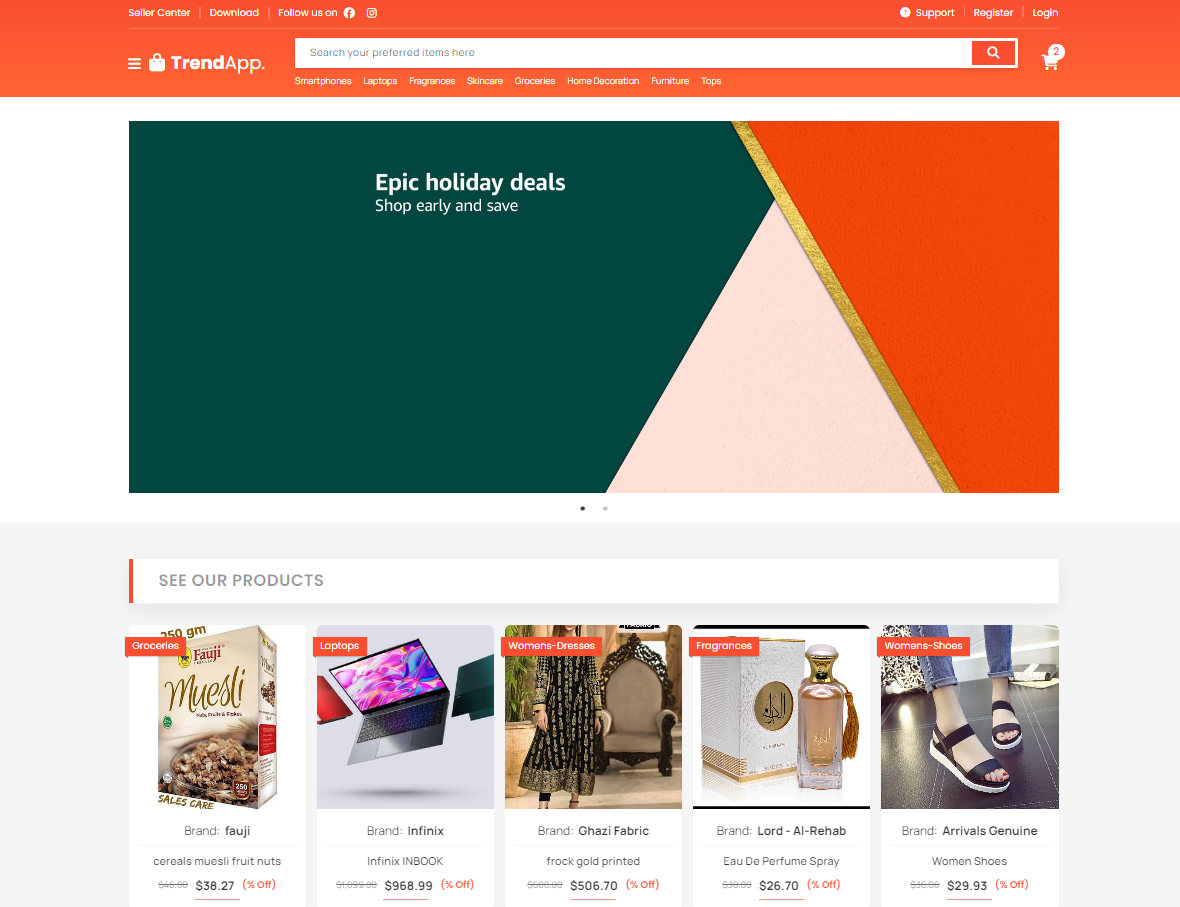 Seller Center
Download
Follow us on
Support
Register
Login
TrendApp.
Search your preferred items here
2
Smartphones Laptops Fragrances Skincare Groceries Home Decoration Furniture Tops
Epic holiday deals
Shop early and save
SEE OUR PRODUCTS
Groceries
250 gm
Fauji
Muesli
Nuts, Fruits & Flakes
250
SALES CARE
Brand: fauji
cereals muesli fruit nuts
$46.00 $38.27 (% Off)
Laptops
Brand: Infinix
Infinix INBOOK
$1,099.00 $968.99 (% Off)
Womens-Dresses
Brand: Ghazi Fabric
frock gold printed
$600.00 $506.70 (% Off)
Fragrances
Brand: Lord - Al-Rehab
Eau De Perfume Spray
$30.00 $26.70 (% Off)
Womens-Shoes
Brand: Arrivals Genuine
Women Shoes
$36.00 $29.93 (% Off)